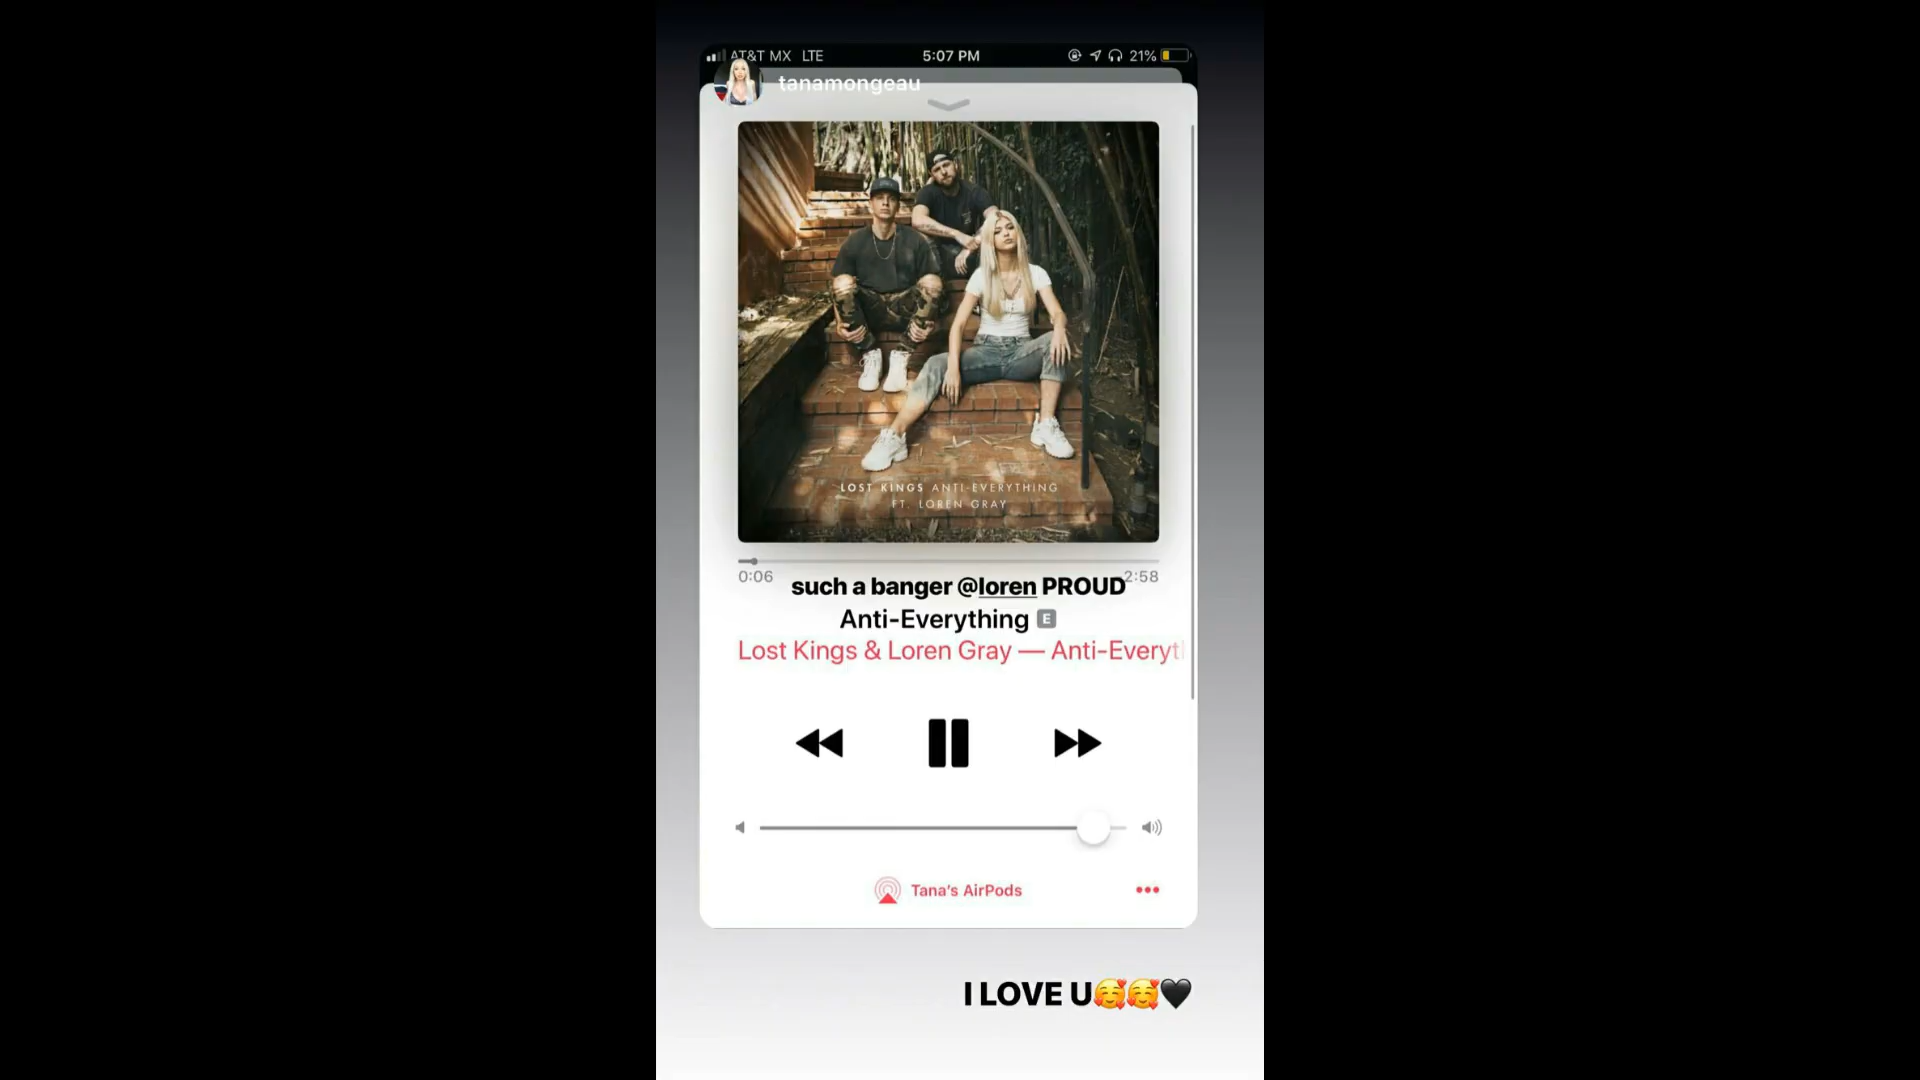 AT&T MX LTE 5:07 PM 21%
tanamongeau
LOST KINGS ANTI-EVERYTHING
FT. LOREN GRAY
0:06 -2:58
such a banger @loren PROUD
Anti-Everything E
Lost Kings & Loren Gray — Anti-Everyt
Tana's AirPods
I LOVE U🥰🥰🖤